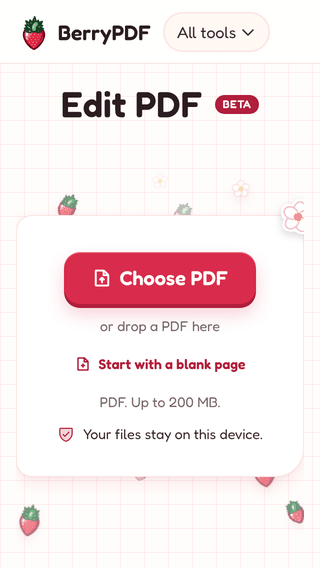 BerryPDF
All tools
Edit PDF
BETA
Choose PDF
or drop a PDF here
Start with a blank page
PDF. Up to 200 MB.
Your files stay on this device.